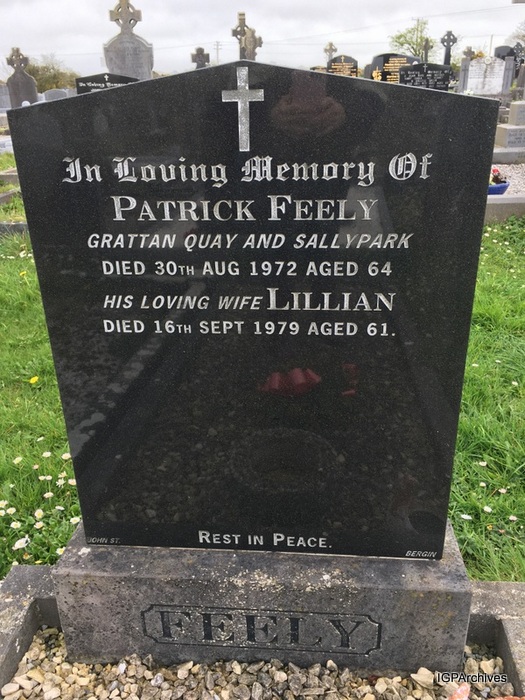 In Loving Memory Of
PATRICK FEELY
GRATTAN QUAY AND SALLYPARK
DIED 30TH AUG 1972 AGED 64
HIS LOVING WIFE LILLIAN
DIED 16TH SEPT 1979 AGED 61.
REST IN PEACE.
JOHN ST.
BERGIN
FEELY
IGPArchives